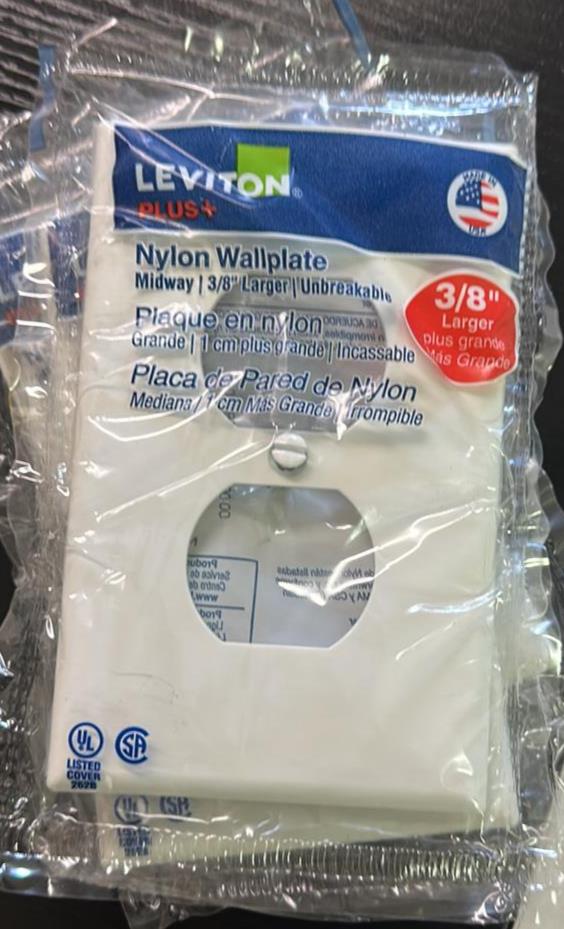 LEVITON®
PLUS+
MADE IN
USA
Nylon Wallplate
Midway | 3/8" Larger | Unbreakable
Plaque en nylon
Grande | 1 cm plus grande | Incassable
Placa de Pared de Nylon
Mediana / 1 cm Más Grande / Irrompible
3/8"
Larger
plus grande
Más Grande
UL
LISTED
COVER
262B
SA